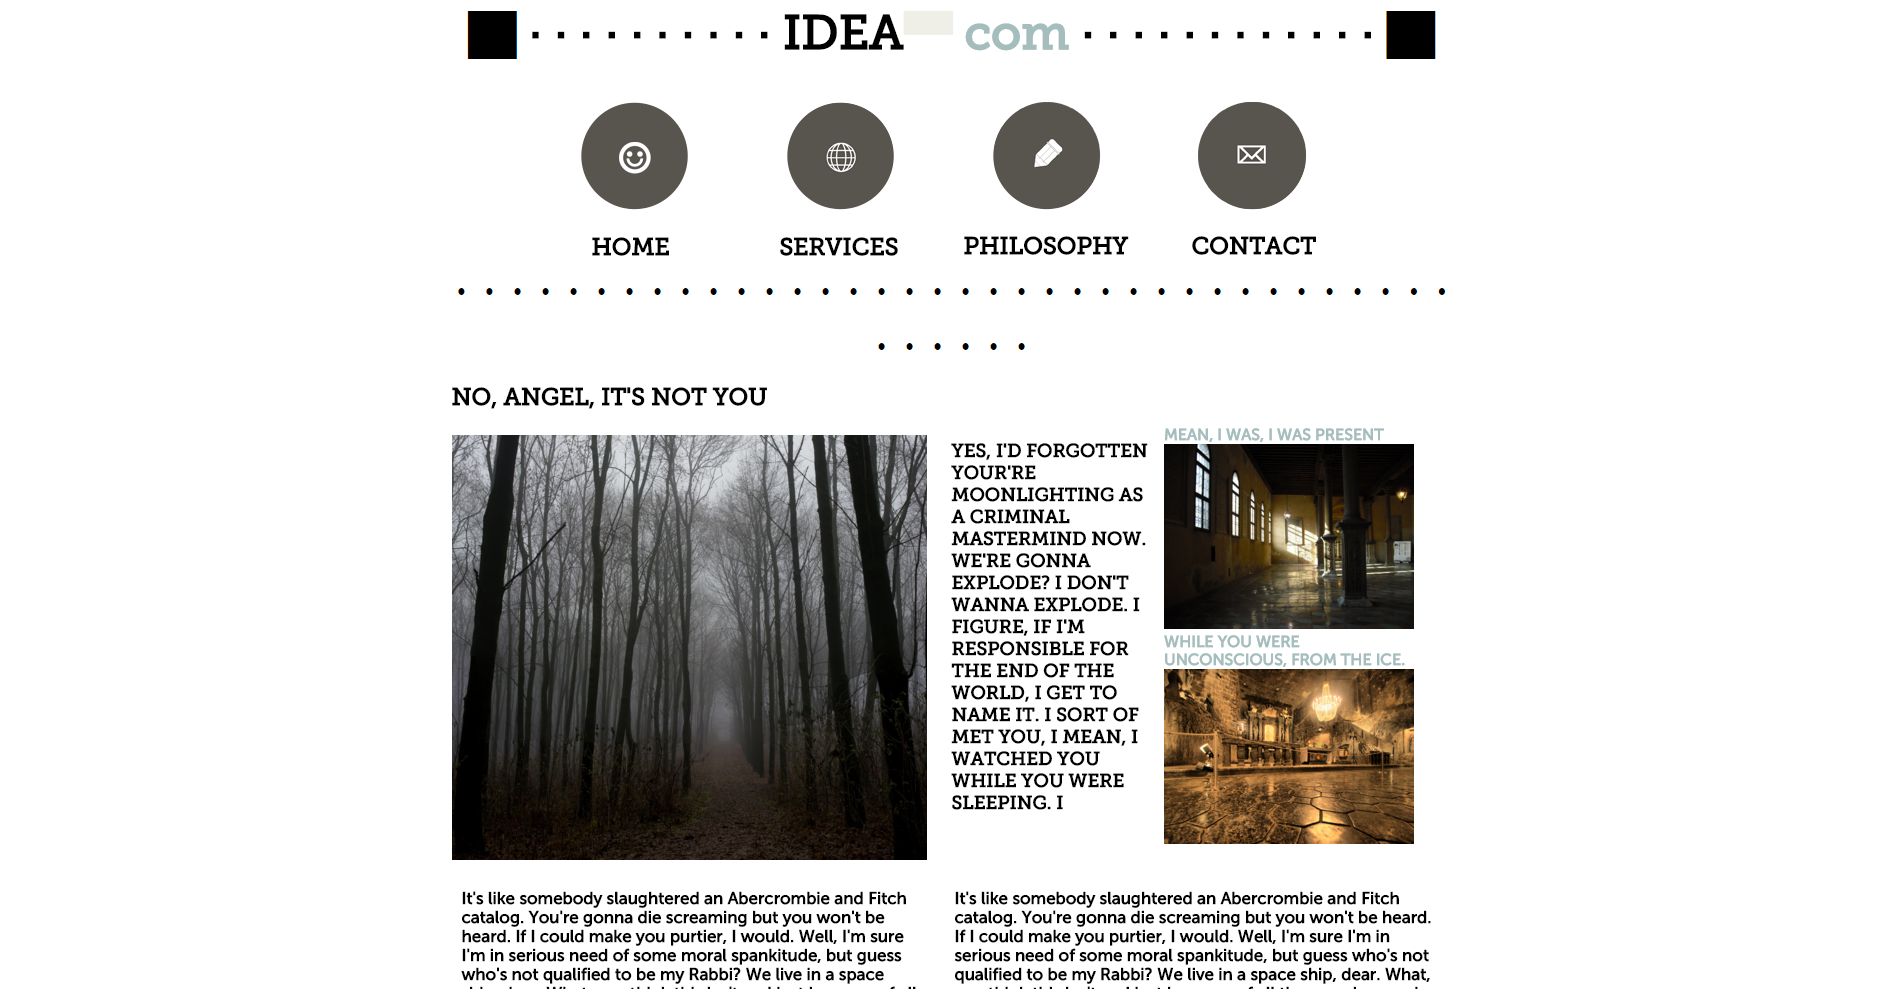 IDEA com
HOME
SERVICES
PHILOSOPHY
CONTACT
NO, ANGEL, IT'S NOT YOU
YES, I'D FORGOTTEN
YOUR'RE
MOONLIGHTING AS
A CRIMINAL
MASTERMIND NOW.
WE'RE GONNA
EXPLODE? I DON'T
WANNA EXPLODE. I
FIGURE, IF I'M
RESPONSIBLE FOR
THE END OF THE
WORLD, I GET TO
NAME IT. I SORT OF
MET YOU, I MEAN, I
WATCHED YOU
WHILE YOU WERE
SLEEPING. I
MEAN, I WAS, I WAS PRESENT
WHILE YOU WERE
UNCONSCIOUS, FROM THE ICE.
It's like somebody slaughtered an Abercrombie and Fitch
catalog. You're gonna die screaming but you won't be
heard. If I could make you purtier, I would. Well, I'm sure
I'm in serious need of some moral spankitude, but guess
who's not qualified to be my Rabbi? We live in a space
It's like somebody slaughtered an Abercrombie and Fitch
catalog. You're gonna die screaming but you won't be heard.
If I could make you purtier, I would. Well, I'm sure I'm in
serious need of some moral spankitude, but guess who's not
qualified to be my Rabbi? We live in a space ship, dear. What,